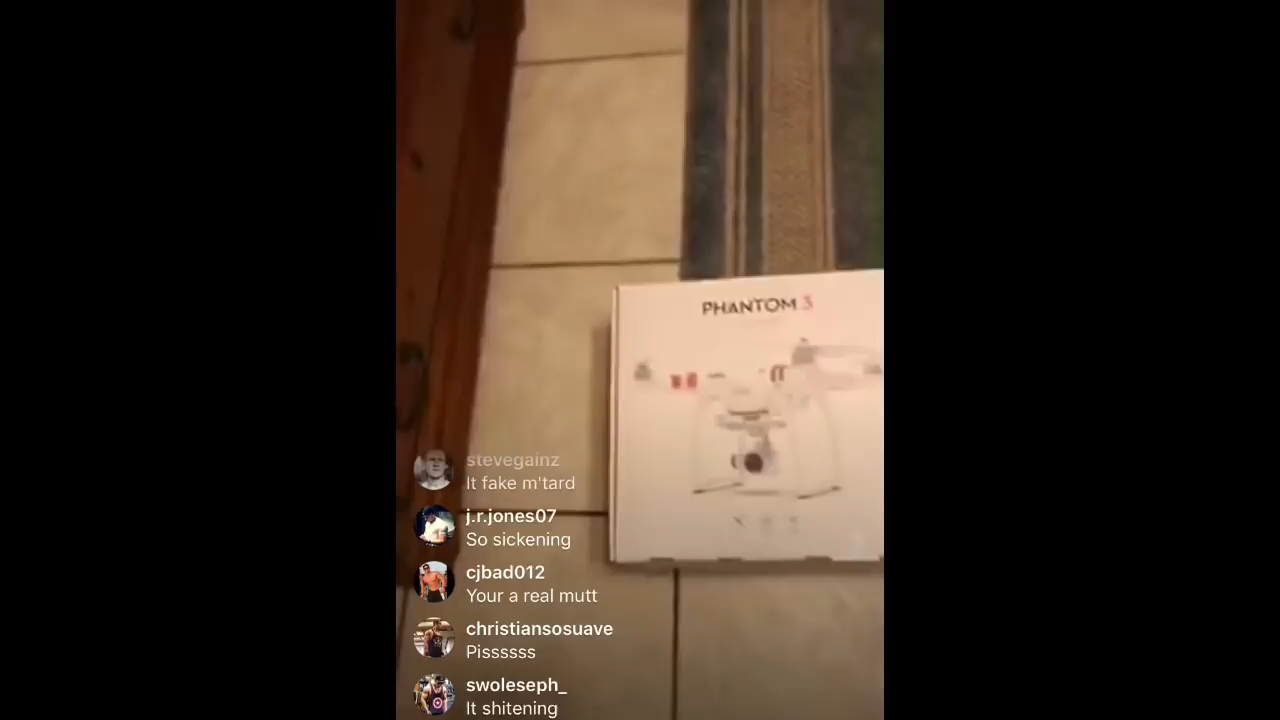 PHANTOM 3
stevegainz
It fake m'tard
j.r.jones07
So sickening
cjbad012
Your a real mutt
christiansosuave
Pissssss
swoleseph_
It shitening